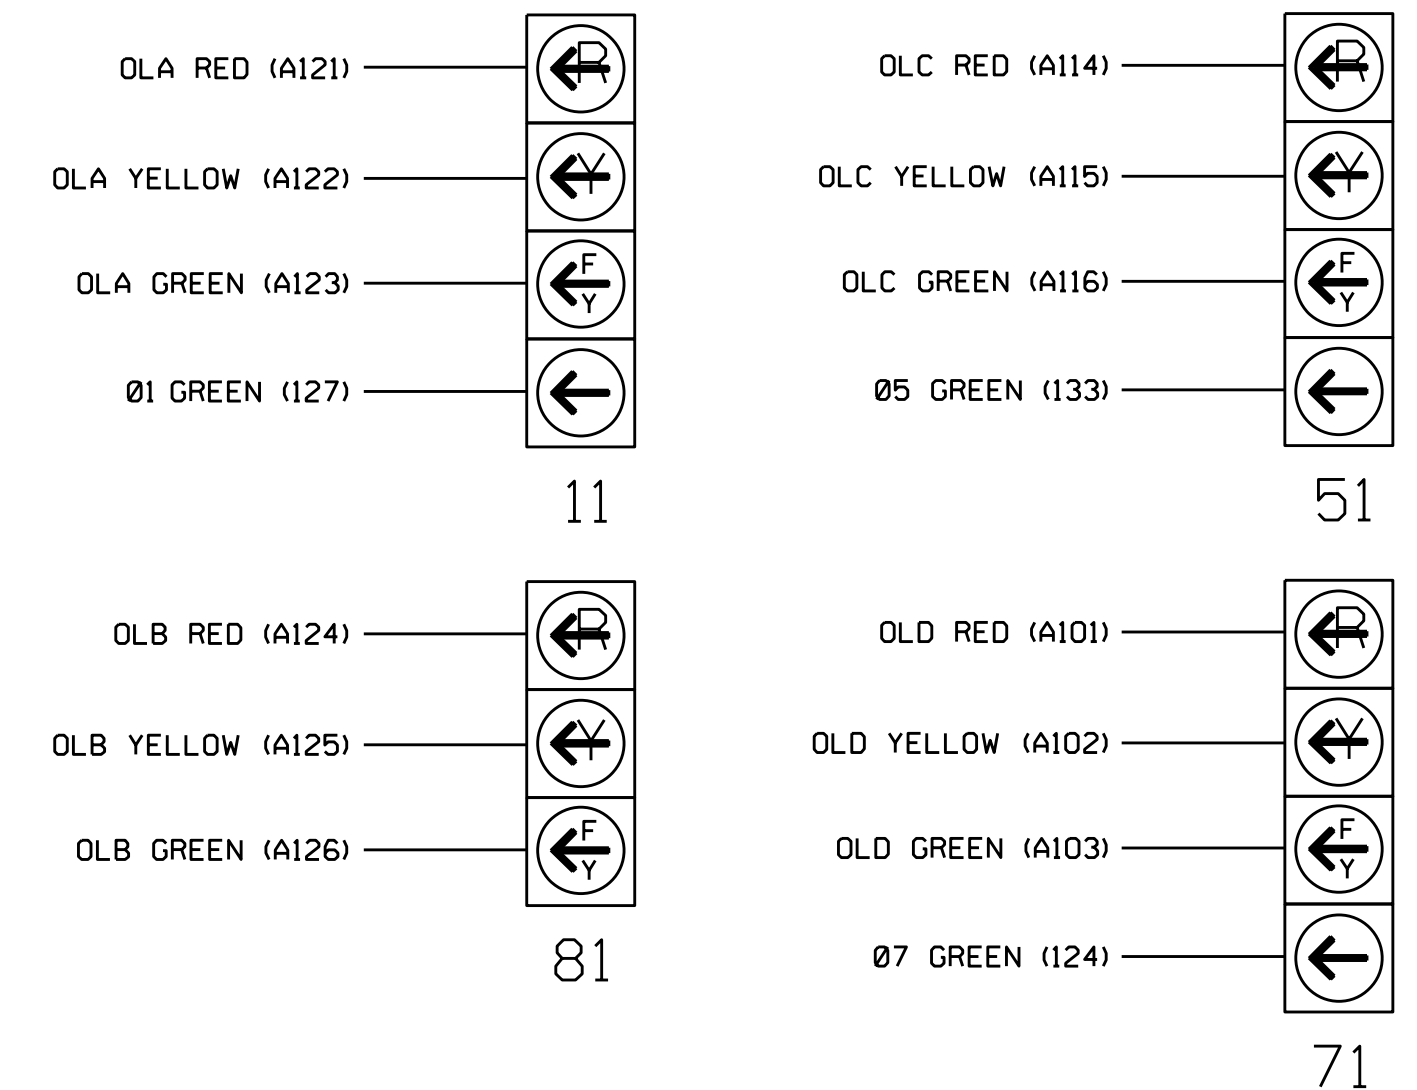 OLA RED (A121)
R
OLA YELLOW (A122)
Y
OLA GREEN (A123)
F
Y
Ø1 GREEN (127)
11
OLC RED (A114)
R
OLC YELLOW (A115)
Y
OLC GREEN (A116)
F
Y
Ø5 GREEN (133)
51
OLB RED (A124)
R
OLB YELLOW (A125)
Y
OLB GREEN (A126)
F
Y
81
OLD RED (A101)
R
OLD YELLOW (A102)
Y
OLD GREEN (A103)
F
Y
Ø7 GREEN (124)
71